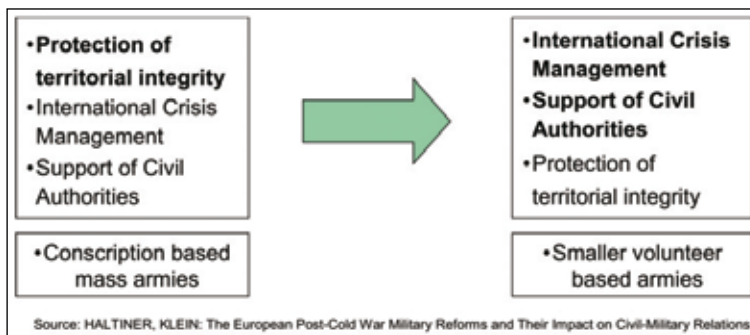 •Protection of
territorial integrity
•International Crisis
Management
•Support of Civil
Authorities
•Conscription based
mass armies
•International Crisis
Management
•Support of Civil
Authorities
•Protection of
territorial integrity
•Smaller volunteer
based armies
Source: HALTINER, KLEIN: The European Post-Cold War Military Reforms and Their Impact on Civil-Military Relations